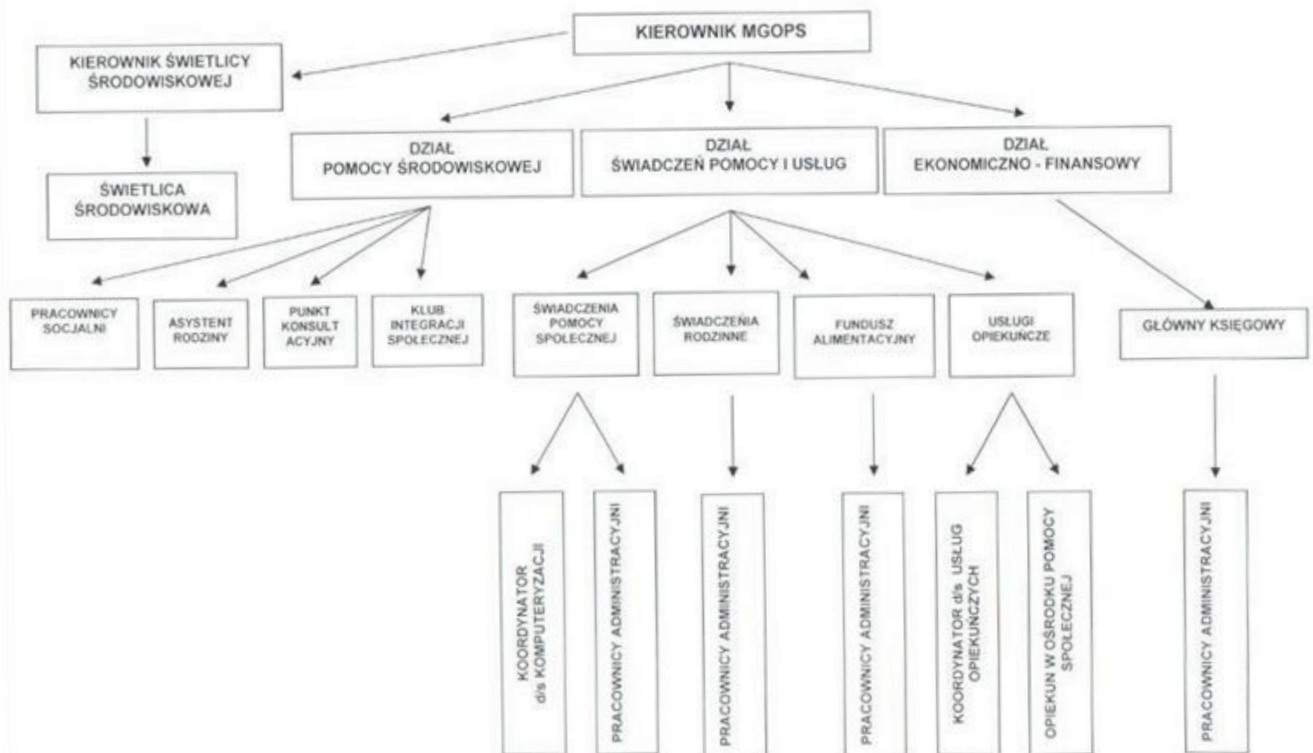 KIEROWNIK MGOPS
KIEROWNIK ŚWIETLICY
ŚRODOWISKOWEJ
DZIAŁ
POMOCY ŚRODOWISKOWEJ
DZIAŁ
ŚWIADCZEŃ POMOCY I USŁUG
DZIAŁ
EKONOMICZNO - FINANSOWY
ŚWIETLICA
ŚRODOWISKOWA
PRACOWNICY
SOCJALNI
ASYSTENT
RODZINY
PUNKT
KONSULT
ACYJNY
KLUB
INTEGRACJI
SPOŁECZNEJ
ŚWIADCZENIA
POMOCY
SPOŁECZNEJ
ŚWIADCZEŃIA
RODZINNE
FUNDUSZ
ALIMENTACYJNY
USŁUGI
OPIEKUŃCZE
GŁÓWNY KSIĘGOWY
KOORDYNATOR
d/s KOMPUTERYZACJI
PRACOWNICY ADMINISTRACYJNI
PRACOWNICY ADMINISTRACYJNI
PRACOWNICY ADMINISTRACYJNI
KOORDYNATOR d/s USŁUG
OPIEKUŃCZYCH
OPIEKUN W OŚRODKU POMOCY
SPOŁECZNEJ
PRACOWNICY ADMINISTRACYJNI